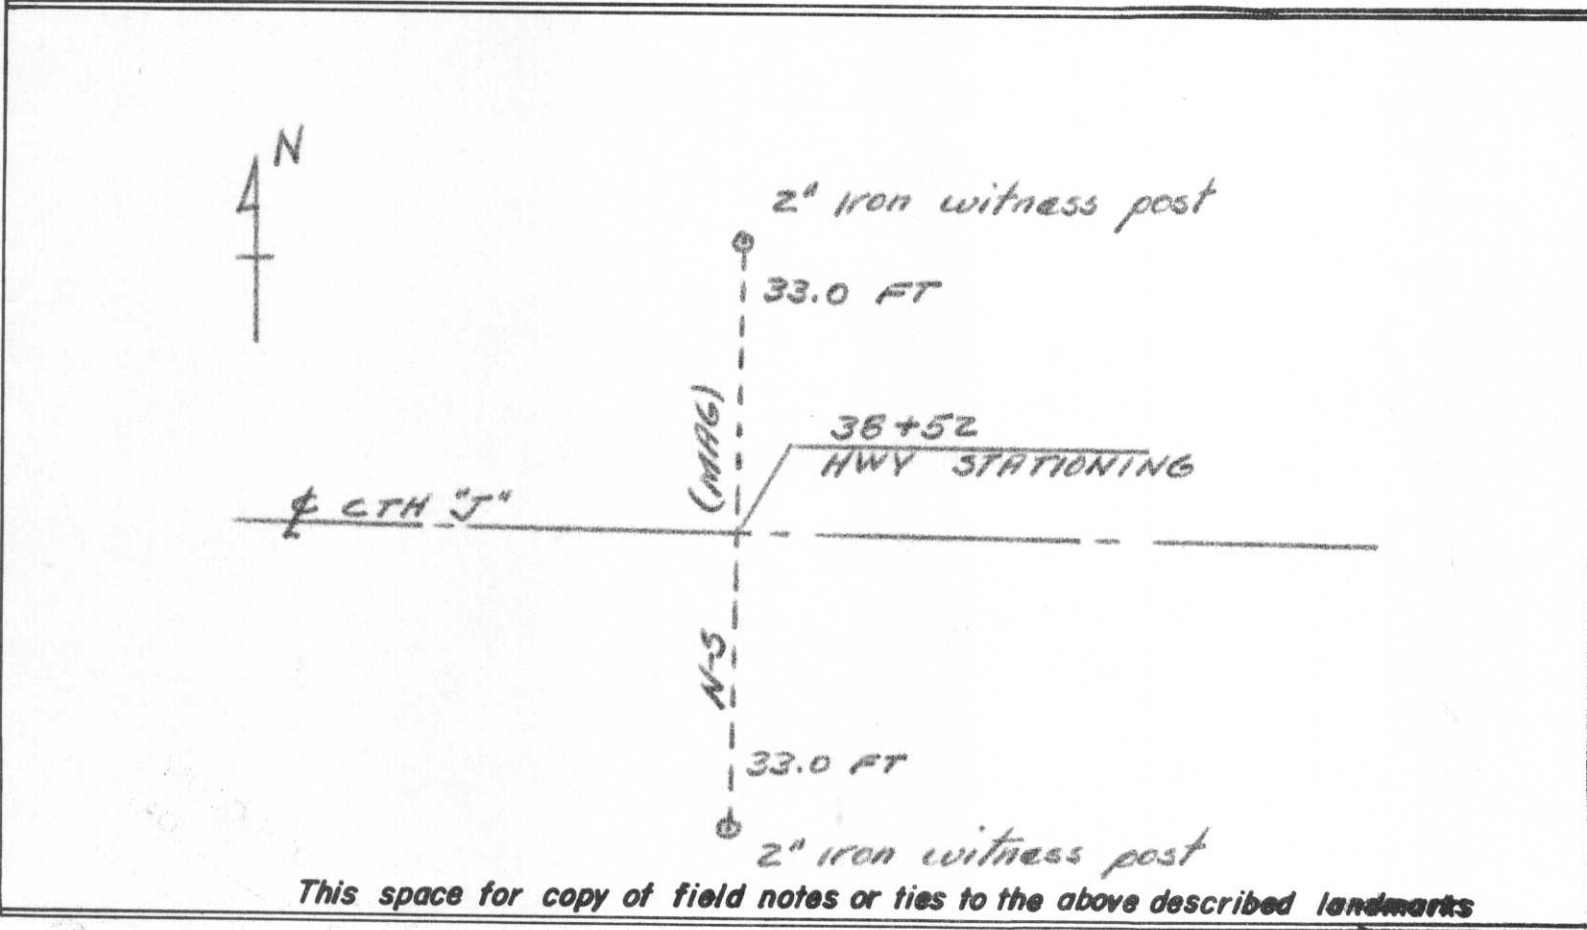 N
2" Iron witness post
33.0 FT
(MAG)
38+52
HWY STATIONING
℄ CTH "J"
N-S
33.0 FT
2" Iron witness post
This space for copy of field notes or ties to the above described landmarks